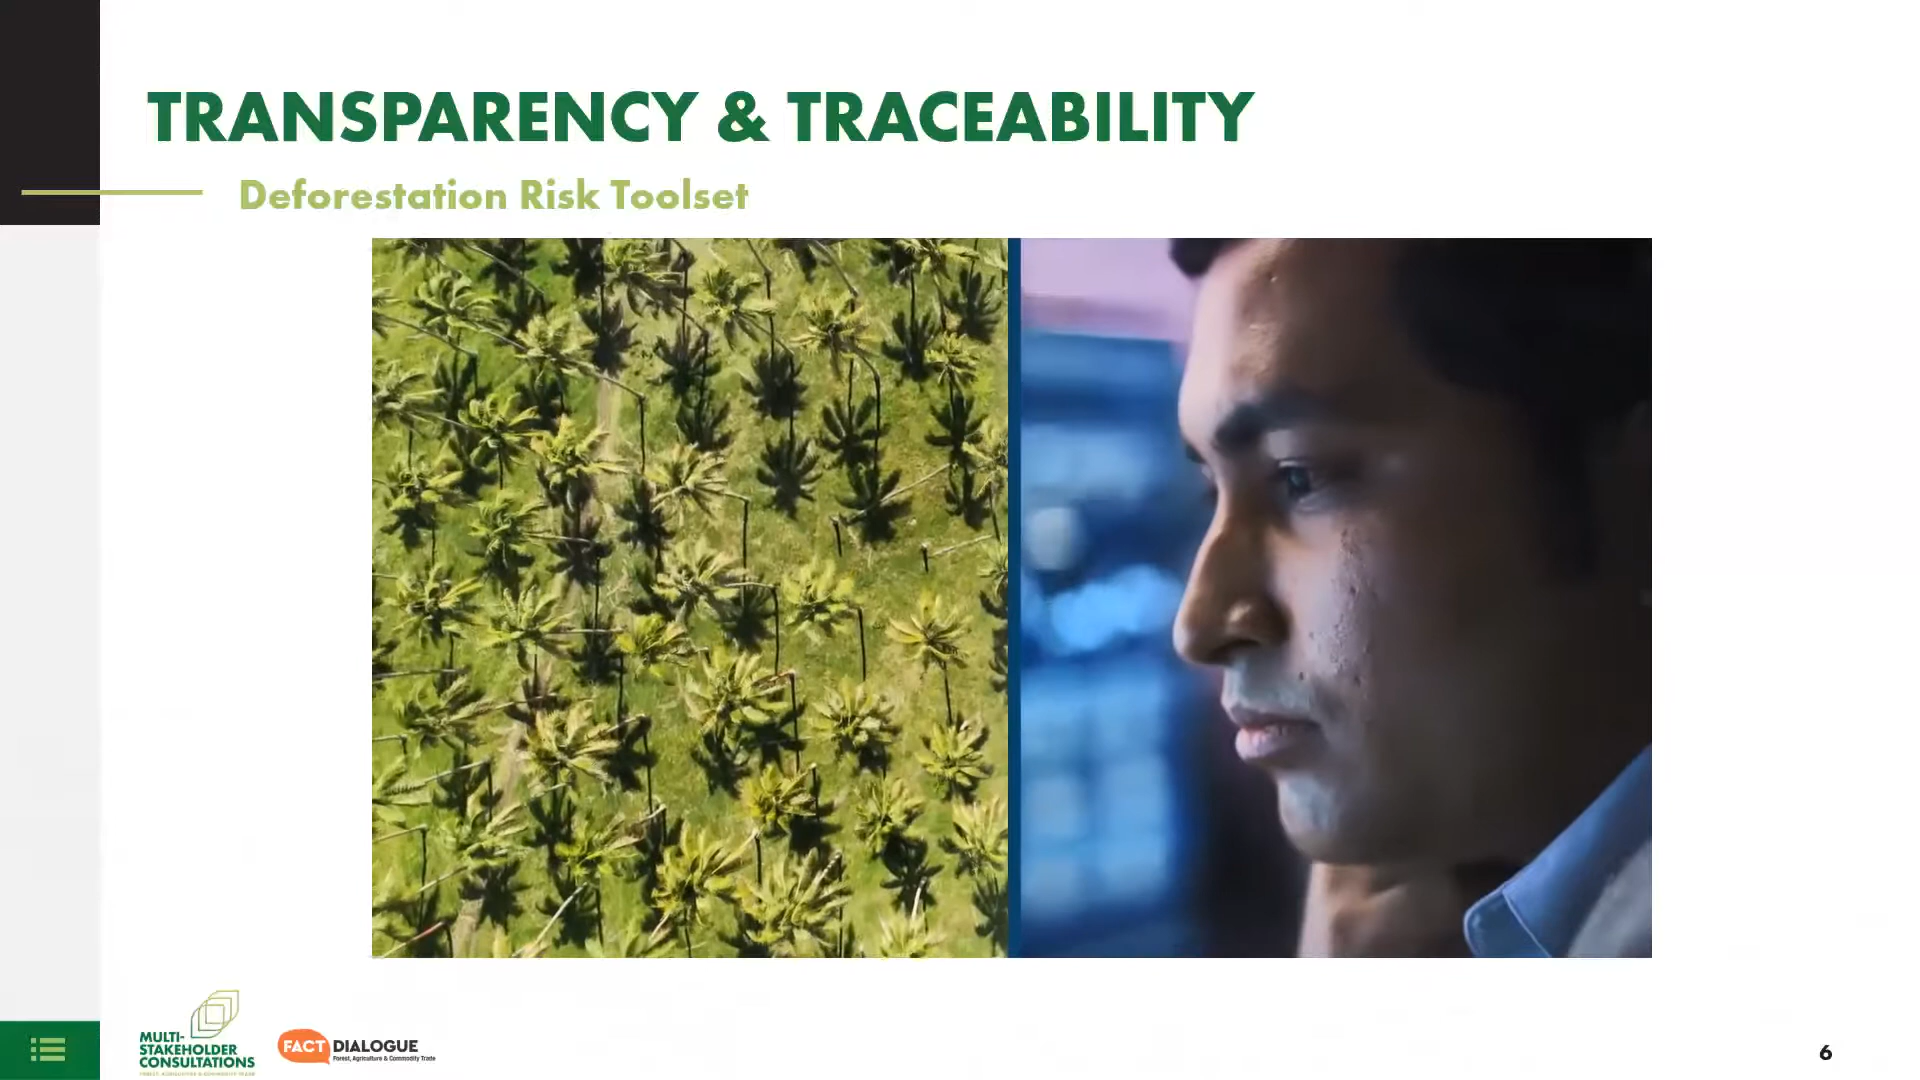 TRANSPARENCY & TRACEABILITY
Deforestation Risk Toolset
MULTI-
STAKEHOLDER
CONSULTATIONS
FACT DIALOGUE
Forest, Agriculture & Commodity Trade
6